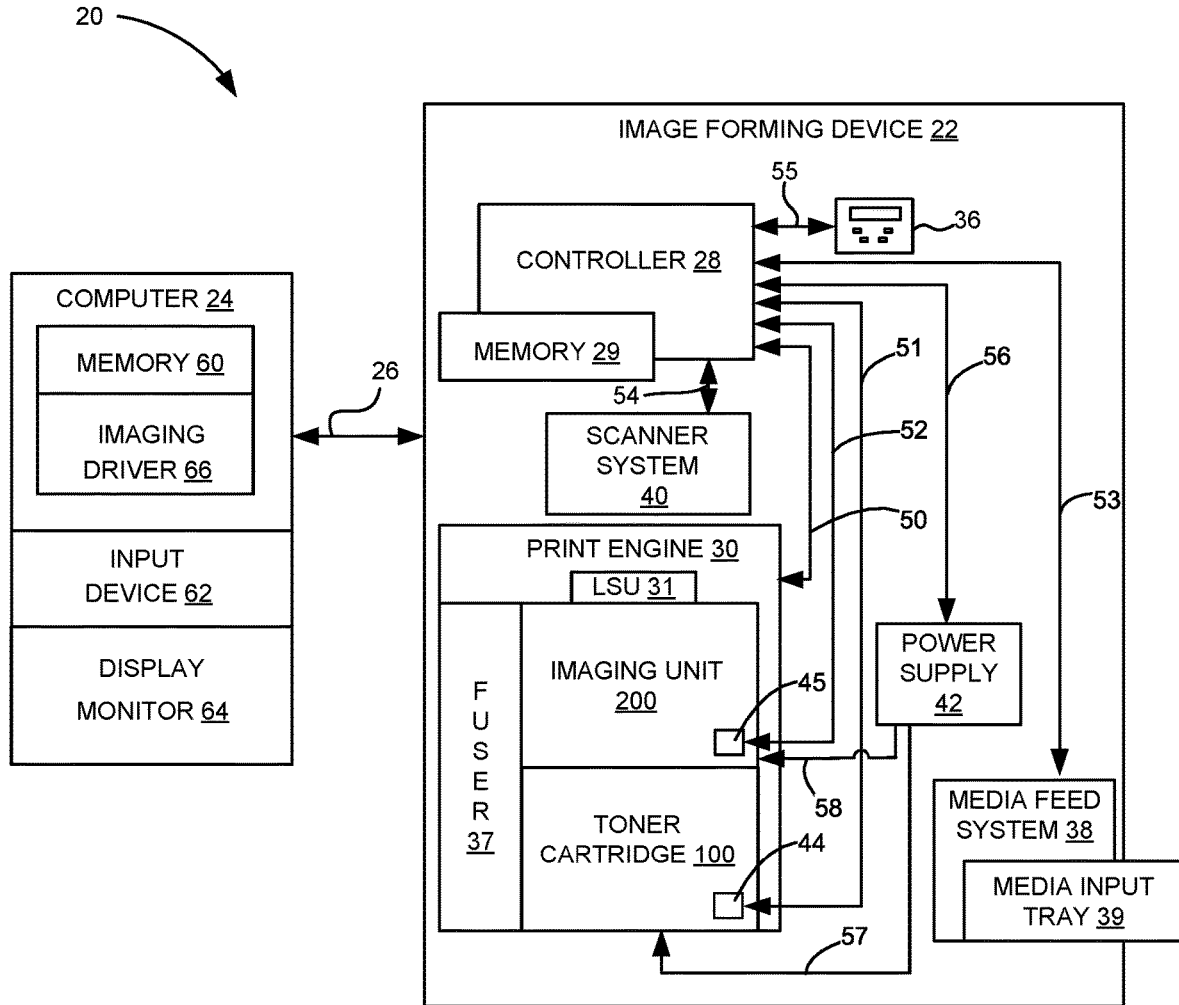 20
IMAGE FORMING DEVICE 22
55
36
CONTROLLER 28
MEMORY 29
54
51
56
52
53
50
COMPUTER 24
MEMORY 60
IMAGING
DRIVER 66
INPUT
DEVICE 62
DISPLAY
MONITOR 64
26
SCANNER
SYSTEM
40
PRINT ENGINE 30
LSU 31
FUSER
37
IMAGING UNIT
200
45
POWER
SUPPLY
42
58
TONER
CARTRIDGE 100
44
57
MEDIA FEED
SYSTEM 38
MEDIA INPUT
TRAY 39